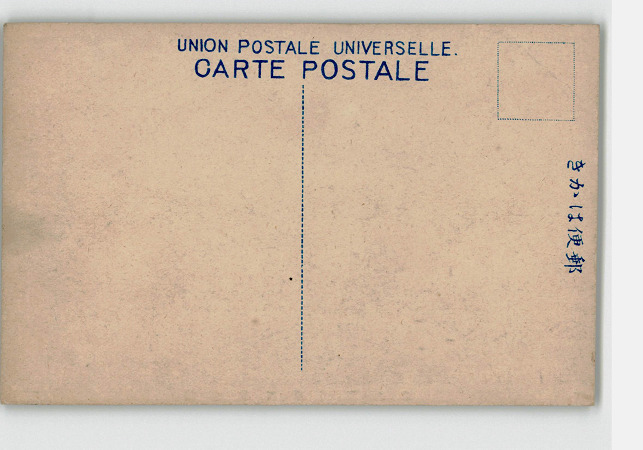 UNION POSTALE UNIVERSELLE.
CARTE POSTALE
きかは便郵